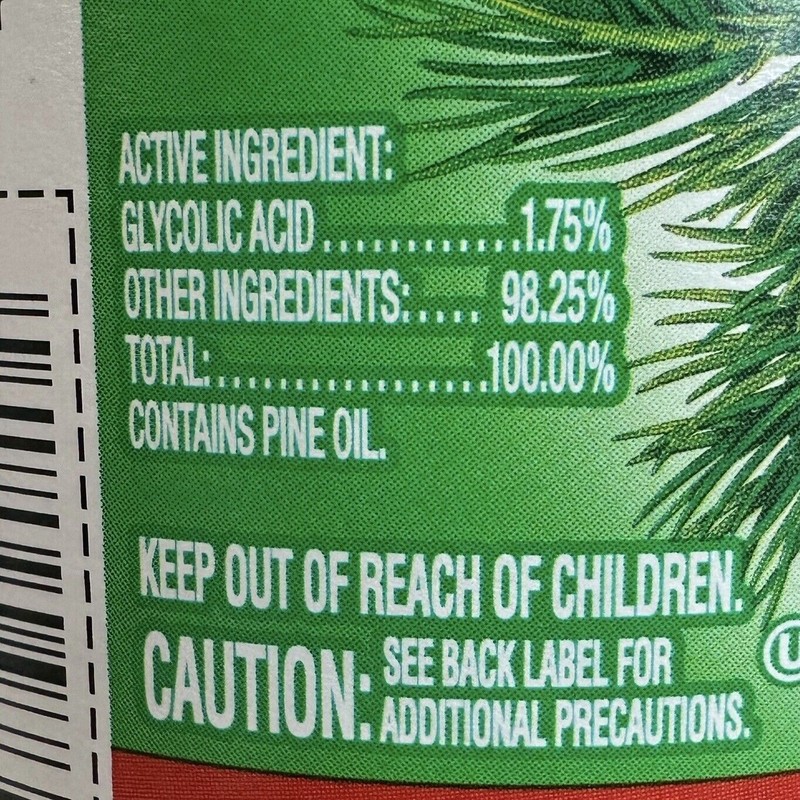 ACTIVE INGREDIENT:
GLYCOLIC ACID..............1.75%
OTHER INGREDIENTS:..... 98.25%
TOTAL:...................100.00%
CONTAINS PINE OIL.
KEEP OUT OF REACH OF CHILDREN.
CAUTION: SEE BACK LABEL FOR
ADDITIONAL PRECAUTIONS.
U